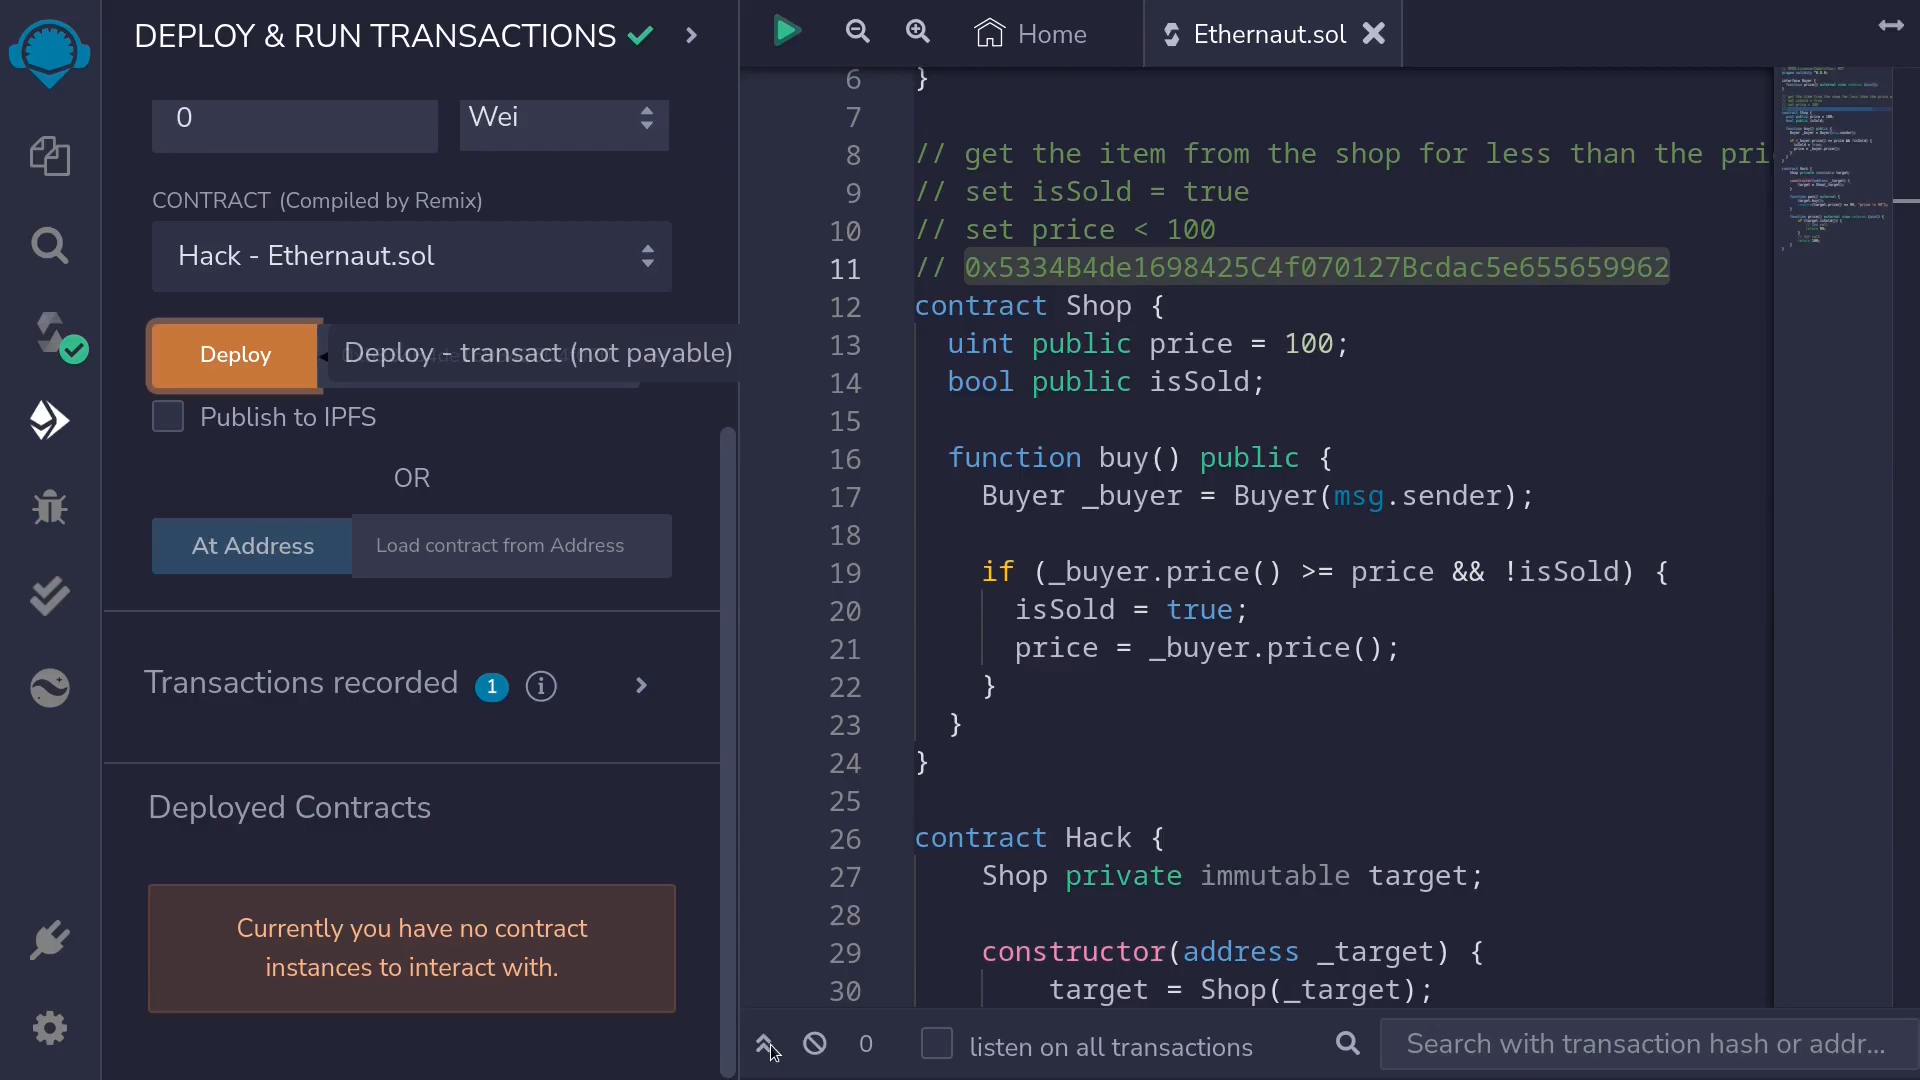 DEPLOY & RUN TRANSACTIONS
0
Wei
CONTRACT (Compiled by Remix)
Hack - Ethernaut.sol
Deploy
Deploy - transact (not payable)
Publish to IPFS
OR
At Address
Load contract from Address
Transactions recorded 1 i
Deployed Contracts
Currently you have no contract
instances to interact with.
Home
Ethernaut.sol
6 }
7
8 // get the item from the shop for less than the pri
9 // set isSold = true
10 // set price < 100
11 // 0x5334B4de1698425C4f070127Bcdac5e655659962
12 contract Shop {
13 uint public price = 100;
14 bool public isSold;
15
16 function buy() public {
17 Buyer _buyer = Buyer(msg.sender);
18
19 if (_buyer.price() >= price && !isSold) {
20 isSold = true;
21 price = _buyer.price();
22 }
23 }
24 }
25
26 contract Hack {
27 Shop private immutable target;
28
29 constructor(address _target) {
30 target = Shop(_target);
0
listen on all transactions
Search with transaction hash or addr...